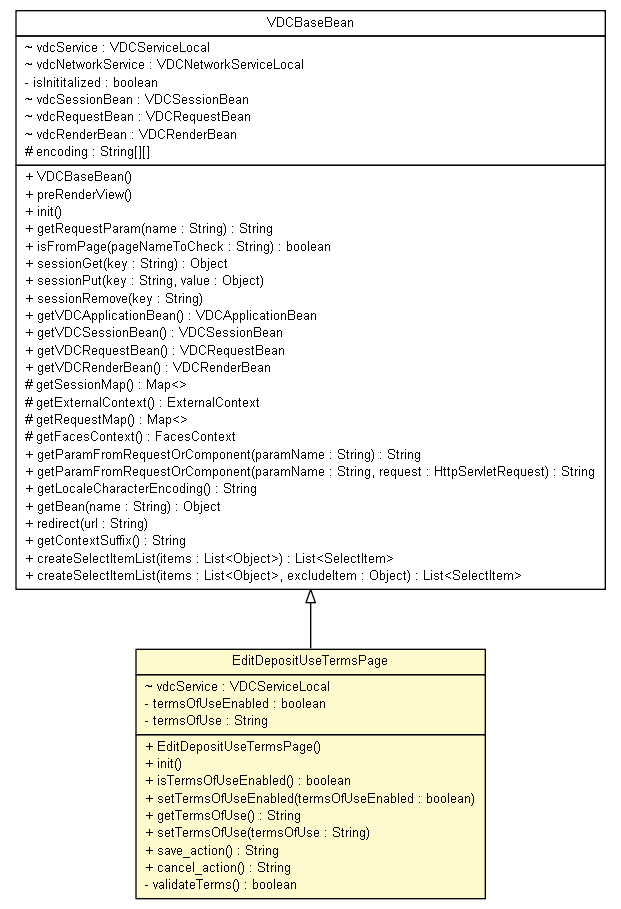 VDCBaseBean
~ vdcService : VDCServiceLocal
~ vdcNetworkService : VDCNetworkServiceLocal
- isInititalized : boolean
~ vdcSessionBean : VDCSessionBean
~ vdcRequestBean : VDCRequestBean
~ vdcRenderBean : VDCRenderBean
# encoding : String[][]
+ VDCBaseBean()
+ preRenderView()
+ init()
+ getRequestParam(name : String) : String
+ isFromPage(pageNameToCheck : String) : boolean
+ sessionGet(key : String) : Object
+ sessionPut(key : String, value : Object)
+ sessionRemove(key : String)
+ getVDCApplicationBean() : VDCApplicationBean
+ getVDCSessionBean() : VDCSessionBean
+ getVDCRequestBean() : VDCRequestBean
+ getVDCRenderBean() : VDCRenderBean
# getSessionMap() : Map<>
# getExternalContext() : ExternalContext
# getRequestMap() : Map<>
# getFacesContext() : FacesContext
+ getParamFromRequestOrComponent(paramName : String) : String
+ getParamFromRequestOrComponent(paramName : String, request : HttpServletRequest) : String
+ getLocaleCharacterEncoding() : String
+ getBean(name : String) : Object
+ redirect(url : String)
+ getContextSuffix() : String
+ createSelectItemList(items : List<Object>) : List<SelectItem>
+ createSelectItemList(items : List<Object>, excludeItem : Object) : List<SelectItem>
EditDepositUseTermsPage
~ vdcService : VDCServiceLocal
- termsOfUseEnabled : boolean
- termsOfUse : String
+ EditDepositUseTermsPage()
+ init()
+ isTermsOfUseEnabled() : boolean
+ setTermsOfUseEnabled(termsOfUseEnabled : boolean)
+ getTermsOfUse() : String
+ setTermsOfUse(termsOfUse : String)
+ save_action() : String
+ cancel_action() : String
- validateTerms() : boolean